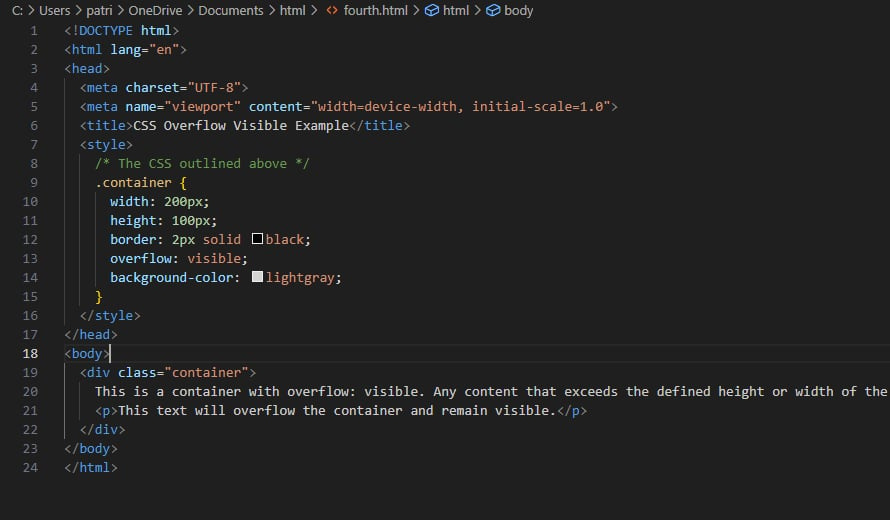 C: > Users > patri > OneDrive > Documents > html > <> fourth.html > html > body
1 <!DOCTYPE html>
2 <html lang="en">
3 <head>
4   <meta charset="UTF-8">
5   <meta name="viewport" content="width=device-width, initial-scale=1.0">
6   <title>CSS Overflow Visible Example</title>
7   <style>
8     /* The CSS outlined above */
9     .container {
10       width: 200px;
11       height: 100px;
12       border: 2px solid black;
13       overflow: visible;
14       background-color: lightgray;
15     }
16   </style>
17 </head>
18 <body>
19   <div class="container">
20     This is a container with overflow: visible. Any content that exceeds the defined height or width of the
21     <p>This text will overflow the container and remain visible.</p>
22   </div>
23 </body>
24 </html>